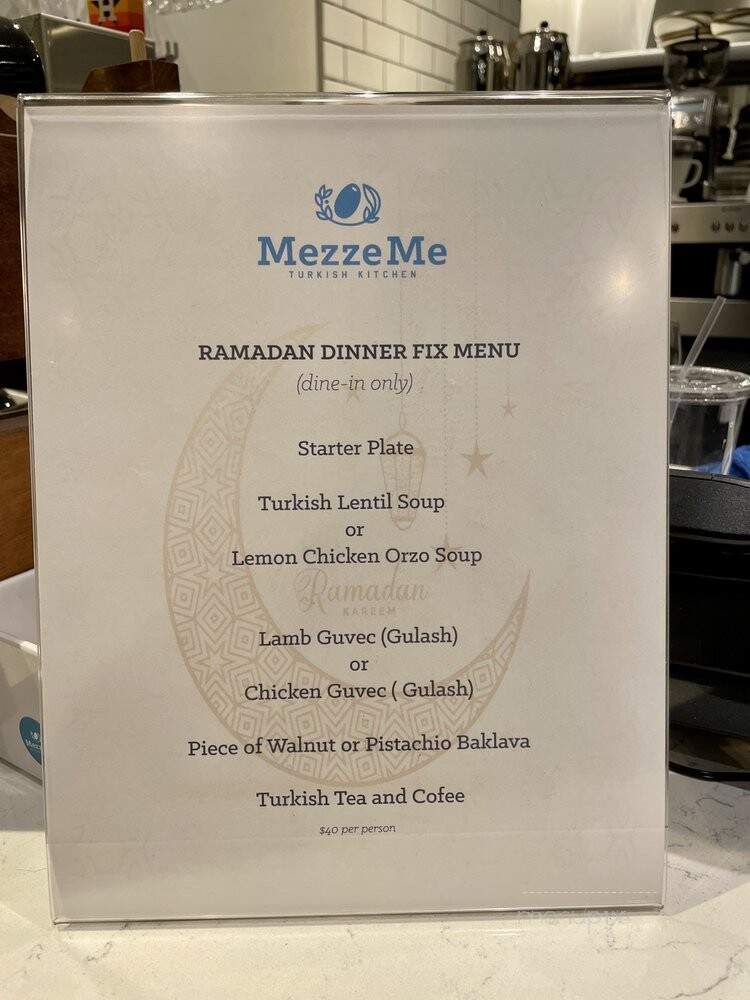 H
MezzeMe
TURKISH KITCHEN
RAMADAN DINNER FIX MENU
(dine-in only)
Starter Plate
Turkish Lentil Soup
or
Lemon Chicken Orzo Soup
Ramadan
KAREEM
Lamb Guvec (Gulash)
or
Chicken Guvec ( Gulash)
Piece of Walnut or Pistachio Baklava
Turkish Tea and Cofee
$40 per person